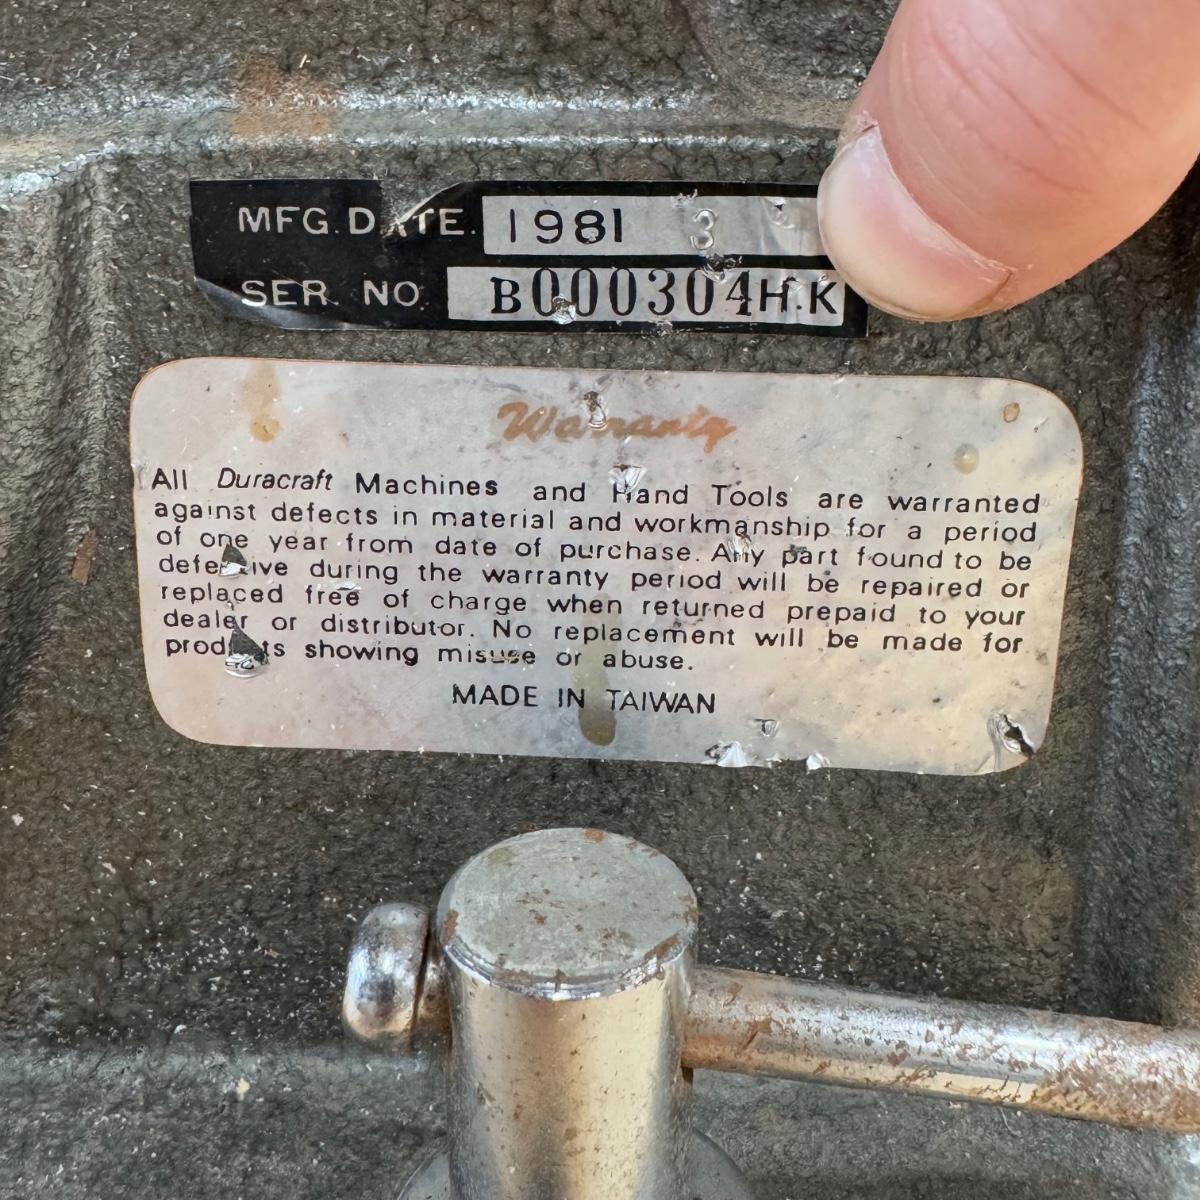 MFG. DATE. 1981 3
SER. NO. B000304H.K
Warranty
All Duracraft Machines and Hand Tools are warranted
against defects in material and workmanship for a period
of one year from date of purchase. Any part found to be
defective during the warranty period will be repaired or
replaced free of charge when returned prepaid to your
dealer or distributor. No replacement will be made for
products showing misuse or abuse.
MADE IN TAIWAN